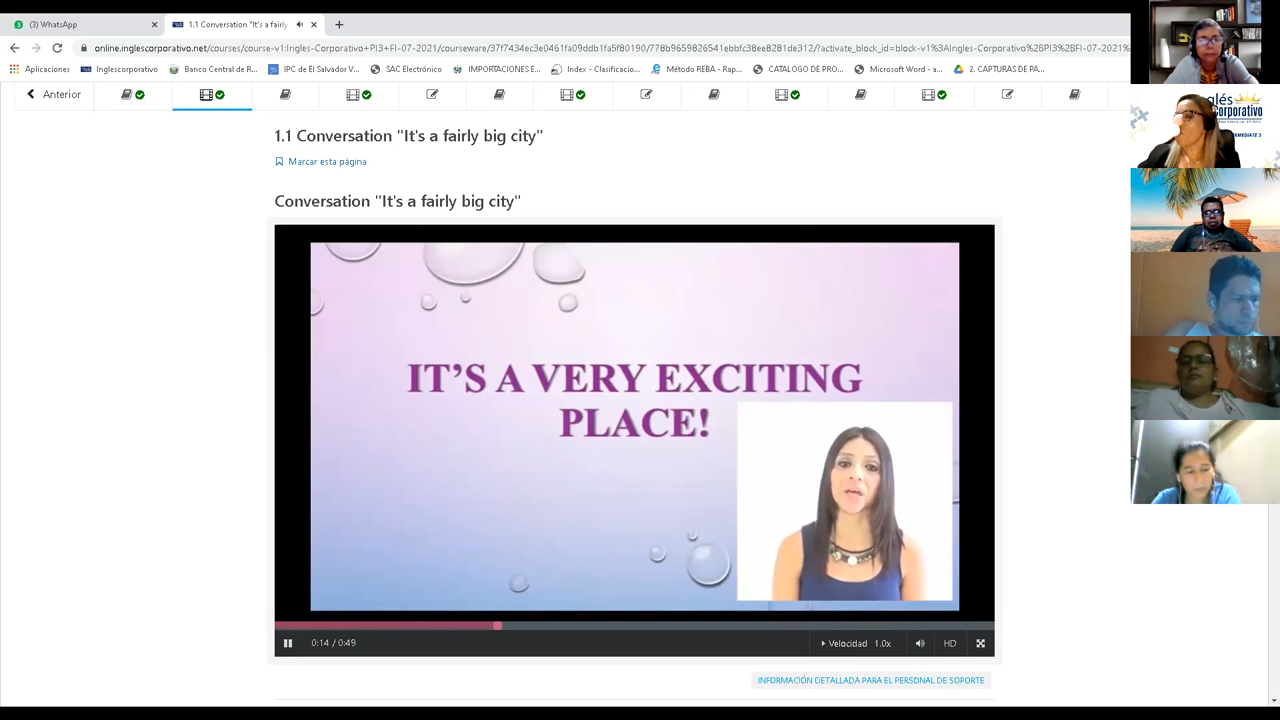 (3) WhatsApp
1.1 Conversation "It's a fairly
online.inglescorporativo.net/courses/course-v1:Ingles-Corporativo+PI3+FI-07-2021/courseware/37f7434ec3e0461fa09ddb1fa5f80190/778b9659826541ebbfc38ee8281de312/?activate_block_id=block-v1%3AIngles-Corporativo%2BPI3%2BFI-07-2021%
Aplicaciones
Inglescorporativo
Banco Central de R...
IPC de El Salvador V...
SAC Electrónico
IMPORTACIONES E...
Index - Clasificacio...
Método REBA - Rap...
CATALOGO DE PRO...
Microsoft Word - a...
2. CAPTURAS DE PA...
Anterior
1.1 Conversation "It's a fairly big city"
Marcar esta página
Conversation "It's a fairly big city"
IT'S A VERY EXCITING
PLACE!
0:14 / 0:49
Velocidad 1.0x
HD
INFORMACIÓN DETALLADA PARA EL PERSONAL DE SOPORTE